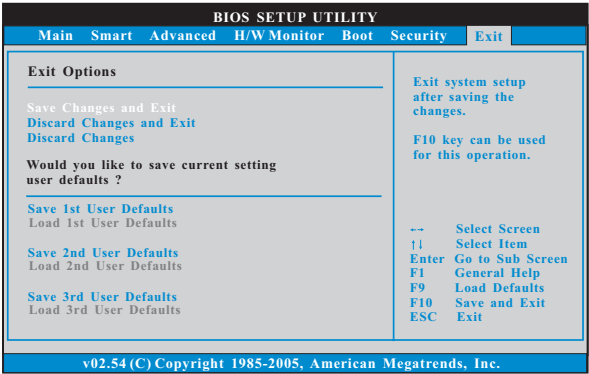 BIOS SETUP UTILITY
Main Smart Advanced H/W Monitor Boot Security Exit
Exit Options
Save Changes and Exit
Discard Changes and Exit
Discard Changes
Would you like to save current setting
user defaults ?
Save 1st User Defaults
Load 1st User Defaults
Save 2nd User Defaults
Load 2nd User Defaults
Save 3rd User Defaults
Load 3rd User Defaults
Exit system setup
after saving the
changes.
F10 key can be used
for this operation.
←→ Select Screen
↑↓ Select Item
Enter Go to Sub Screen
F1 General Help
F9 Load Defaults
F10 Save and Exit
ESC Exit
v02.54 (C) Copyright 1985-2005, American Megatrends, Inc.